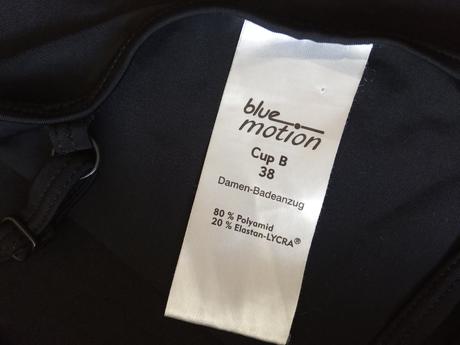 blue
motion
Cup B
38
Damen-Badeanzug
80 % Polyamid
20 % Elastan-LYCRA®